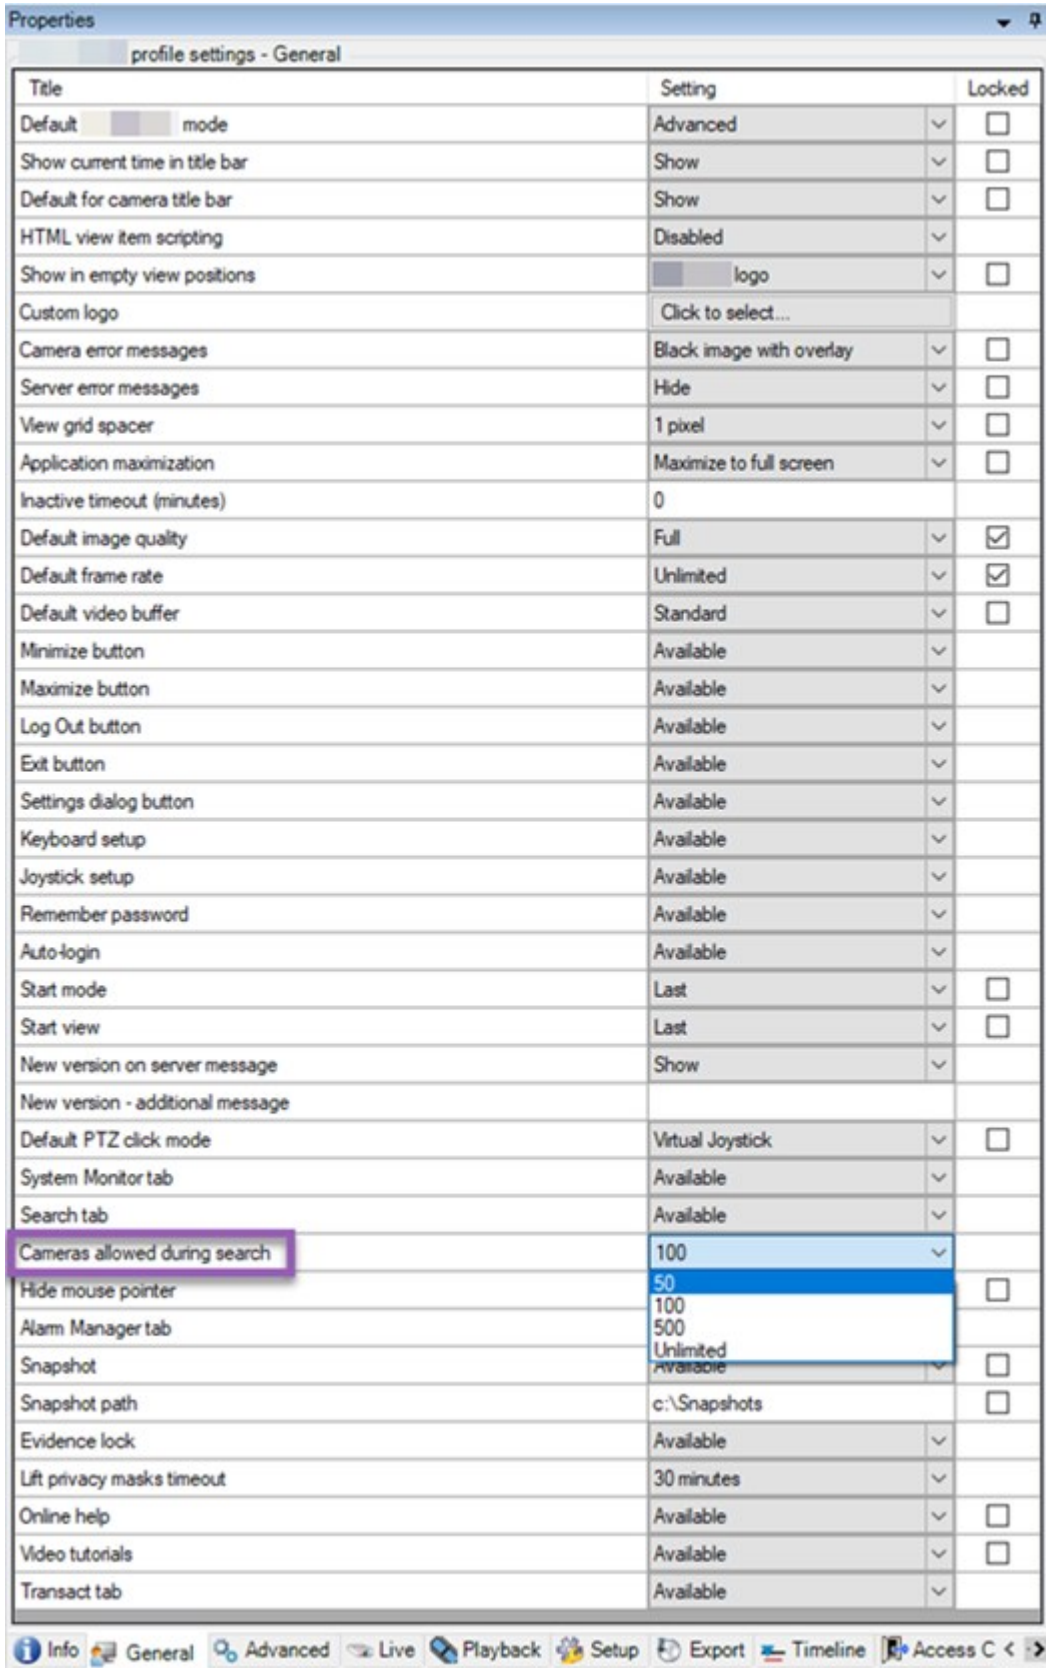 Properties
profile settings - General
Title Setting Locked
Default mode Advanced
Show current time in title bar Show
Default for camera title bar Show
HTML view item scripting Disabled
Show in empty view positions logo
Custom logo Click to select...
Camera error messages Black image with overlay
Server error messages Hide
View grid spacer 1 pixel
Application maximization Maximize to full screen
Inactive timeout (minutes) 0
Default image quality Full
Default frame rate Unlimited
Default video buffer Standard
Minimize button Available
Maximize button Available
Log Out button Available
Exit button Available
Settings dialog button Available
Keyboard setup Available
Joystick setup Available
Remember password Available
Auto-login Available
Start mode Last
Start view Last
New version on server message Show
New version - additional message
Default PTZ click mode Virtual Joystick
System Monitor tab Available
Search tab Available
Cameras allowed during search 100
50
Hide mouse pointer
100
Alarm Manager tab 500
Unlimited
Snapshot Available
Snapshot path c:\Snapshots
Evidence lock Available
Lift privacy masks timeout 30 minutes
Online help Available
Video tutorials Available
Transact tab Available
Info General Advanced Live Playback Setup Export Timeline Access C